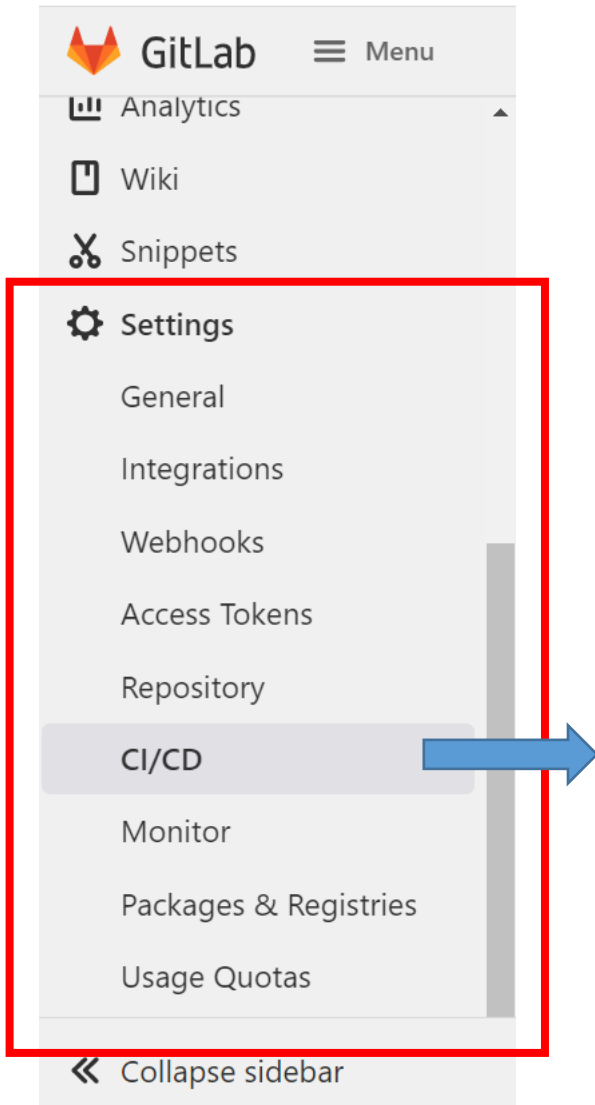 GitLab Menu
Analytics
Wiki
Snippets
Settings
General
Integrations
Webhooks
Access Tokens
Repository
CI/CD
Monitor
Packages & Registries
Usage Quotas
Collapse sidebar